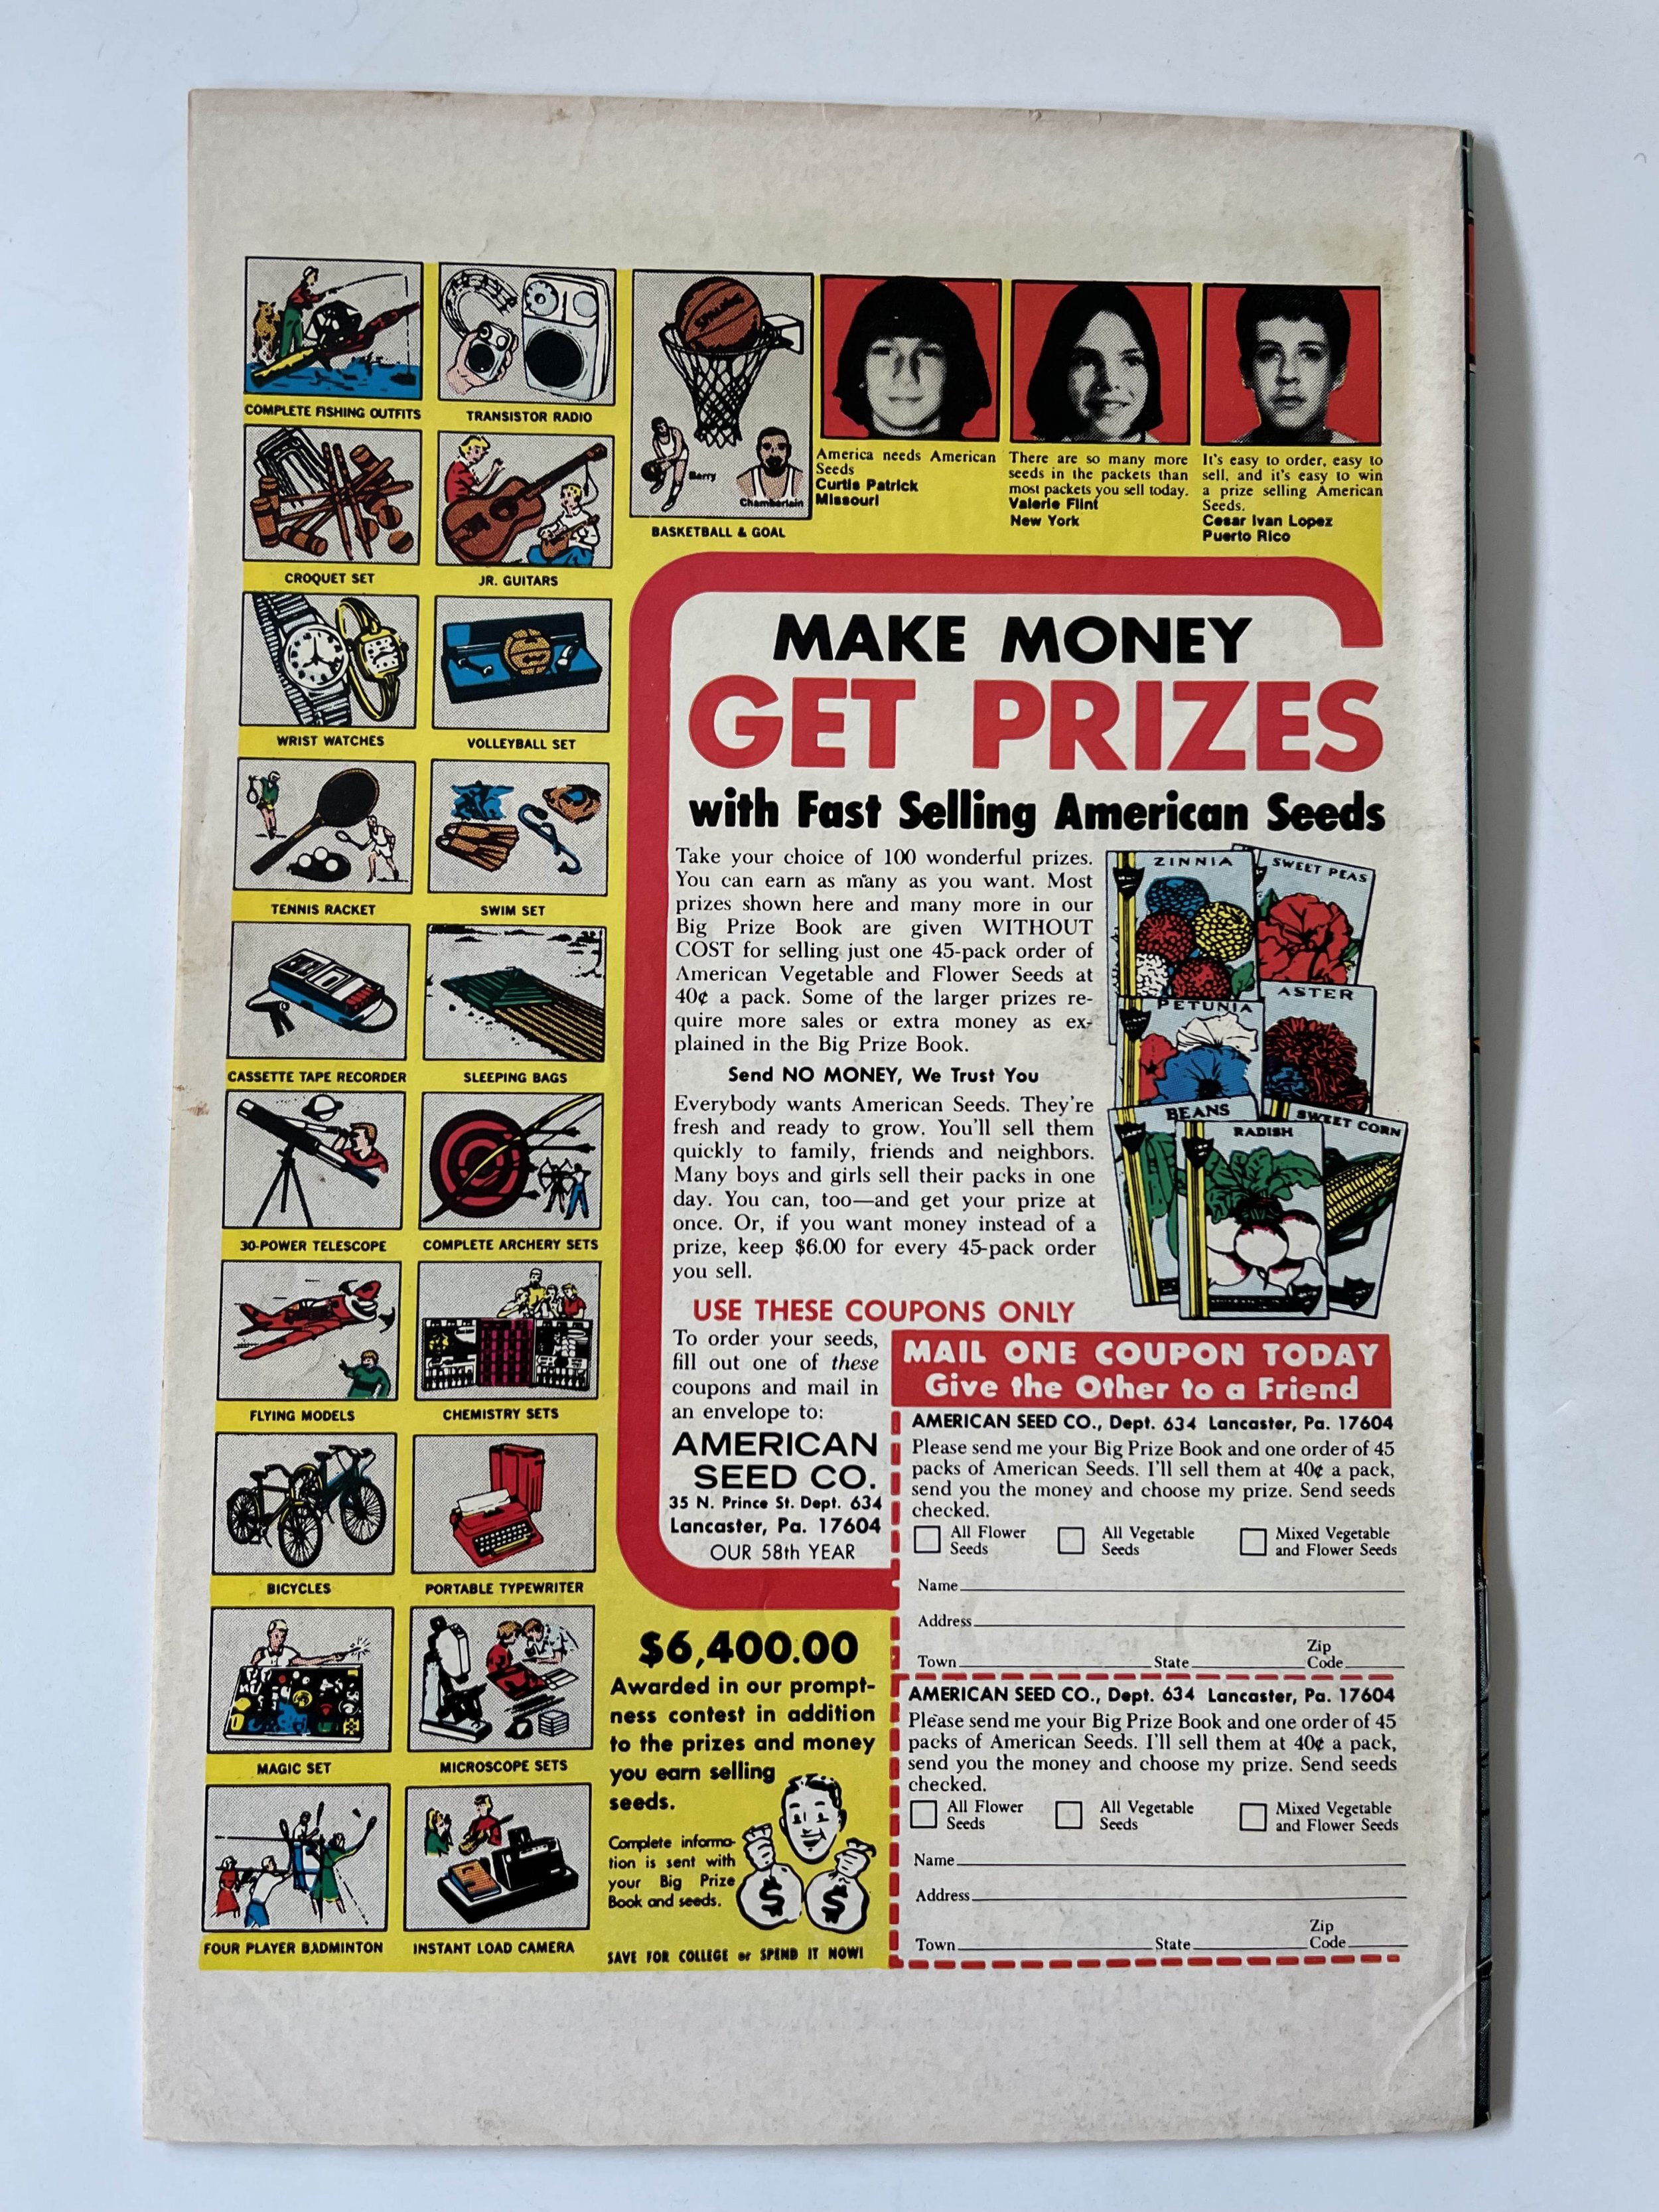 COMPLETE FISHING OUTFITS
TRANSISTOR RADIO
CROQUET SET
JR. GUITARS
WRIST WATCHES
VOLLEYBALL SET
TENNIS RACKET
SWIM SET
CASSETTE TAPE RECORDER
SLEEPING BAGS
30-POWER TELESCOPE
COMPLETE ARCHERY SETS
FLYING MODELS
CHEMISTRY SETS
BICYCLES
PORTABLE TYPEWRITER
MAGIC SET
MICROSCOPE SETS
FOUR PLAYER BADMINTON
INSTANT LOAD CAMERA
Spalding
Barry
Chamberlain
BASKETBALL & GOAL
America needs American
Seeds
Curtis Patrick
Missouri
There are so many more
seeds in the packets than
most packets you sell today.
Valerie Flint
New York
It's easy to order, easy to
sell, and it's easy to win
a prize selling American
Seeds.
Cesar Ivan Lopez
Puerto Rico
MAKE MONEY
GET PRIZES
with Fast Selling American Seeds
Take your choice of 100 wonderful prizes.
You can earn as many as you want. Most
prizes shown here and many more in our
Big Prize Book are given WITHOUT
COST for selling just one 45-pack order of
American Vegetable and Flower Seeds at
40¢ a pack. Some of the larger prizes re-
quire more sales or extra money as ex-
plained in the Big Prize Book.
Send NO MONEY, We Trust You
Everybody wants American Seeds. They're
fresh and ready to grow. You'll sell them
quickly to family, friends and neighbors.
Many boys and girls sell their packs in one
day. You can, too—and get your prize at
once. Or, if you want money instead of a
prize, keep $6.00 for every 45-pack order
you sell.
ZINNIA
SWEET PEAS
PETUNIA
ASTER
BEANS
RADISH
SWEET CORN
USE THESE COUPONS ONLY
To order your seeds,
fill out one of these
coupons and mail in
an envelope to:
AMERICAN
SEED CO.
35 N. Prince St. Dept. 634
Lancaster, Pa. 17604
OUR 58th YEAR
MAIL ONE COUPON TODAY
Give the Other to a Friend
AMERICAN SEED CO., Dept. 634 Lancaster, Pa. 17604
Please send me your Big Prize Book and one order of 45
packs of American Seeds. I'll sell them at 40¢ a pack,
send you the money and choose my prize. Send seeds
checked.
All Flower Seeds
All Vegetable Seeds
Mixed Vegetable and Flower Seeds
Name
Address
Town State Zip Code
AMERICAN SEED CO., Dept. 634 Lancaster, Pa. 17604
Please send me your Big Prize Book and one order of 45
packs of American Seeds. I'll sell them at 40¢ a pack,
send you the money and choose my prize. Send seeds
checked.
All Flower Seeds
All Vegetable Seeds
Mixed Vegetable and Flower Seeds
Name
Address
Town State Zip Code
$6,400.00
Awarded in our prompt-
ness contest in addition
to the prizes and money
you earn selling
seeds.
Complete informa-
tion is sent with
your Big Prize
Book and seeds.
$ $
SAVE FOR COLLEGE or SPEND IT NOW!